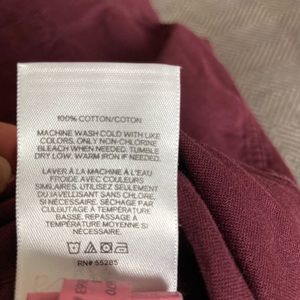 100% COTTON/COTON
MACHINE WASH COLD WITH LIKE
COLORS. ONLY NON-CHLORINE
BLEACH WHEN NEEDED. TUMBLE
DRY LOW. WARM IRON IF NEEDED.
LAVER À LA MACHINE À L'EAU
FROIDE AVEC COULEURS
SIMILAIRES. UTILISEZ SEULEMENT
DU JAVELLISANT SANS CHLORE,
SI NÉCESSAIRE. SÉCHAGE PAR
CULBUTAGE À TEMPÉRATURE
BASSE. REPASSAGE À
TEMPÉRATURE MOYENNE SI
NÉCESSAIRE.
RN# 55285